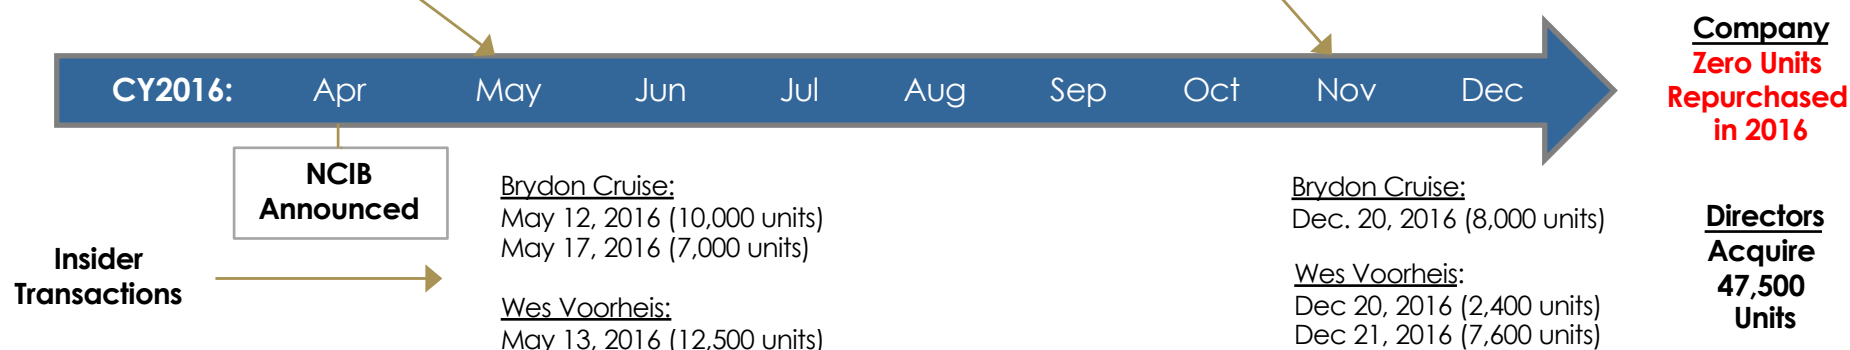 CY2016: Apr May Jun Jul Aug Sep Oct Nov Dec
Company
Zero Units
Repurchased
in 2016
NCIB
Announced
Insider
Transactions
Brydon Cruise:
May 12, 2016 (10,000 units)
May 17, 2016 (7,000 units)
Wes Voorheis:
May 13, 2016 (12,500 units)
Brydon Cruise:
Dec. 20, 2016 (8,000 units)
Wes Voorheis:
Dec 20, 2016 (2,400 units)
Dec 21, 2016 (7,600 units)
Directors
Acquire
47,500
Units